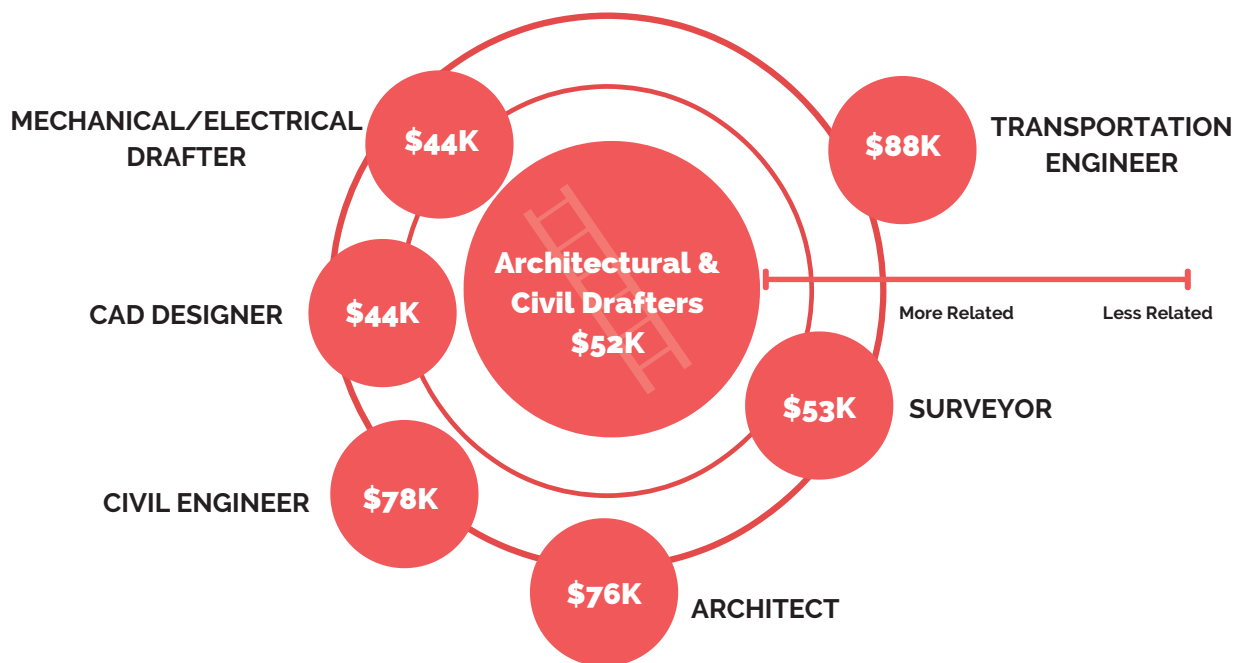 MECHANICAL/ELECTRICAL
DRAFTER
$44K
$88K
TRANSPORTATION
ENGINEER
Architectural &
Civil Drafters
$52K
More Related
Less Related
CAD DESIGNER
$44K
$53K
SURVEYOR
CIVIL ENGINEER
$78K
$76K
ARCHITECT